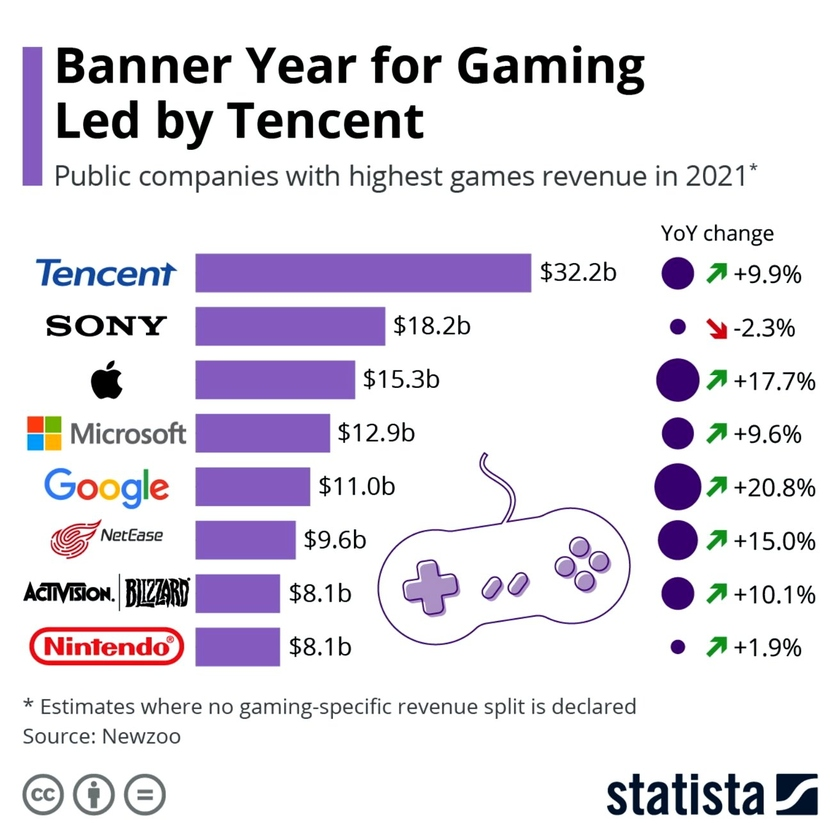 Banner Year for Gaming
Led by Tencent
Public companies with highest games revenue in 2021*
YoY change
Tencent $32.2b +9.9%
SONY $18.2b -2.3%
$15.3b +17.7%
Microsoft $12.9b +9.6%
Google $11.0b +20.8%
NetEase $9.6b +15.0%
ACTIVISION. BLIZZARD $8.1b +10.1%
Nintendo® $8.1b +1.9%
* Estimates where no gaming-specific revenue split is declared
Source: Newzoo
cc = statista